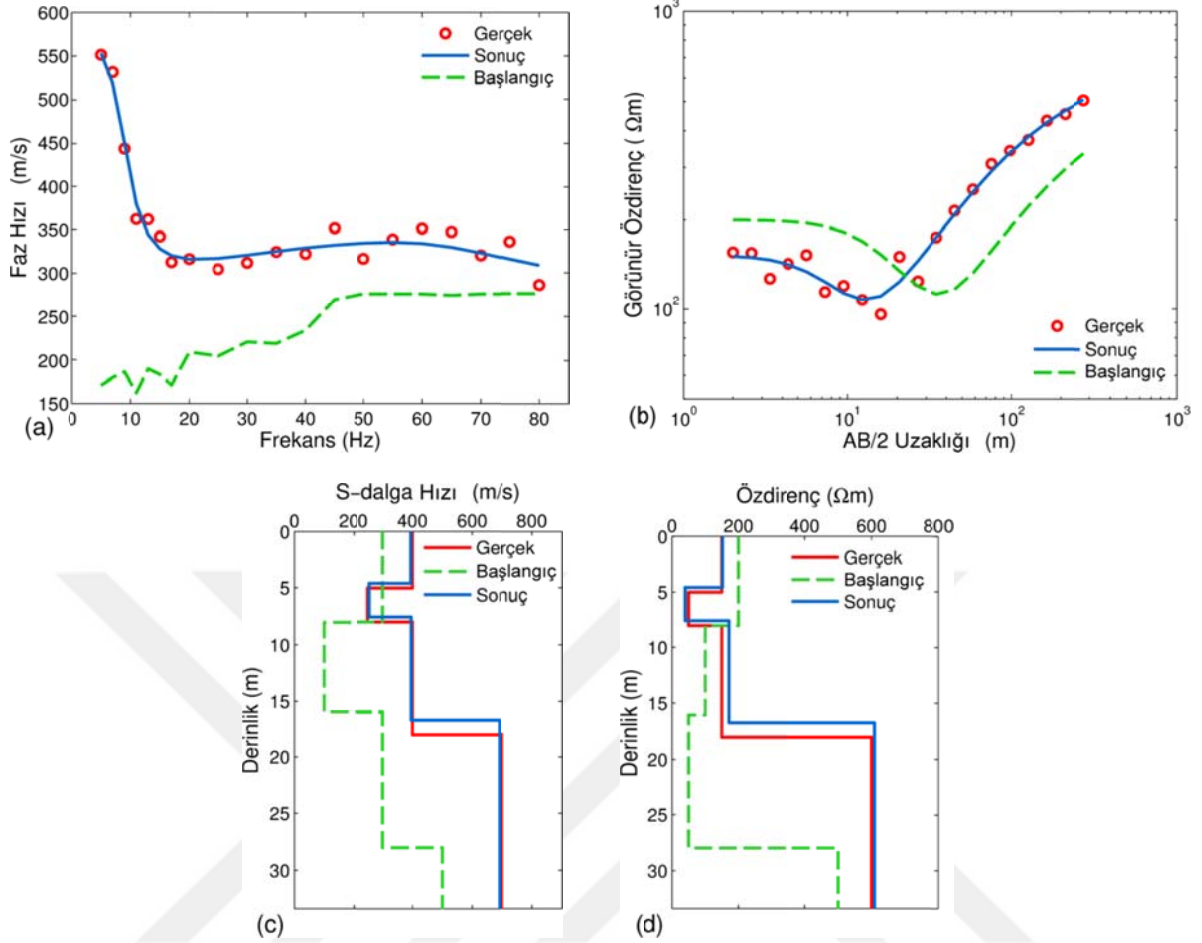 600
550
500
450
400
350
300
250
200
150
0 10 20 30 40 50 60 70 80
Faz Hızı (m/s)
Frekans (Hz)
Gerçek
Sonuç
Başlangıç
(a)
10³
10²
10⁰ 10¹ 10² 10³
Görünür Özdirenç ( Ωm)
AB/2 Uzaklığı (m)
Gerçek
Sonuç
Başlangıç
(b)
S-dalga Hızı (m/s)
0 200 400 600 800
0
5
10
15
20
25
30
Derinlik (m)
Gerçek
Başlangıç
Sonuç
(c)
Özdirenç (Ωm)
0 200 400 600 800
0
5
10
15
20
25
30
Derinlik (m)
Gerçek
Başlangıç
Sonuç
(d)